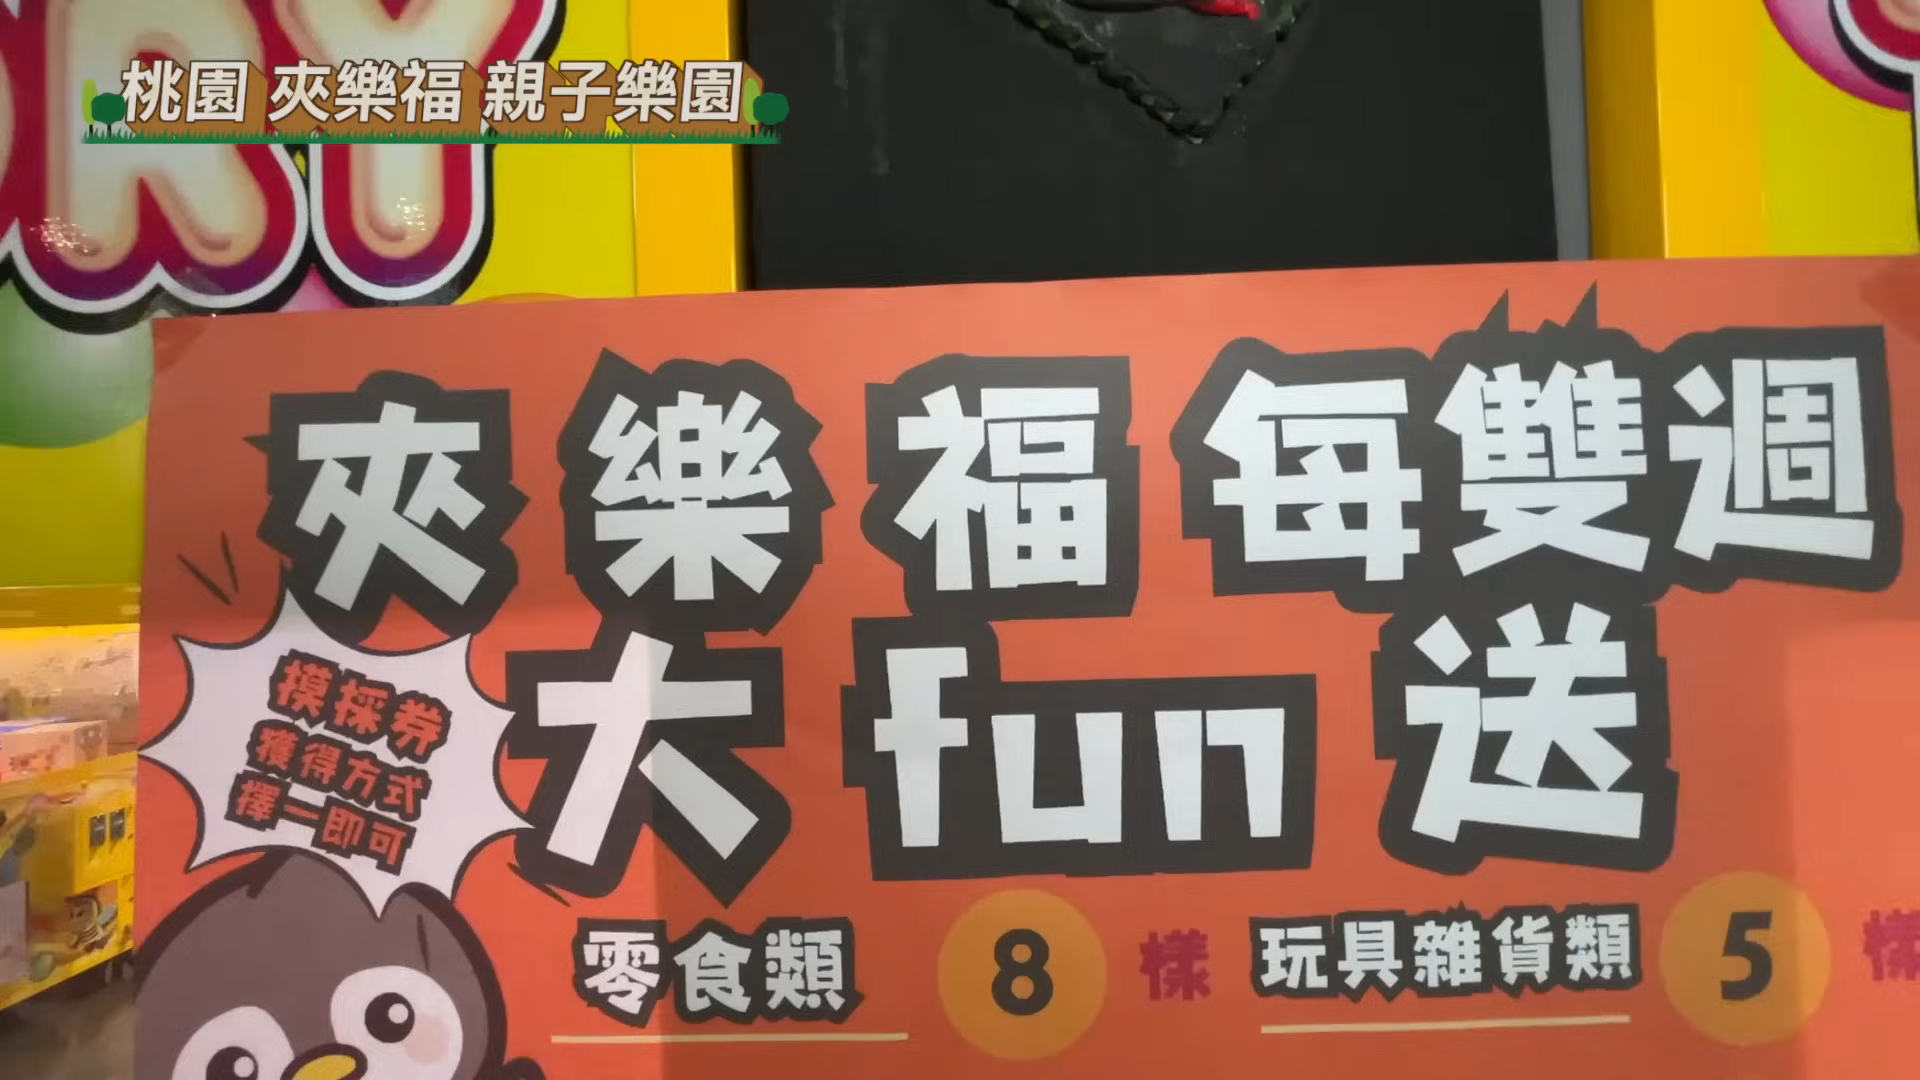 RY
桃園 夾樂福 親子樂園
夾樂福每雙週
大fun送
摸採券
獲得方式
擇一即可
零食類 8 樣 玩具雜貨類 5 樣